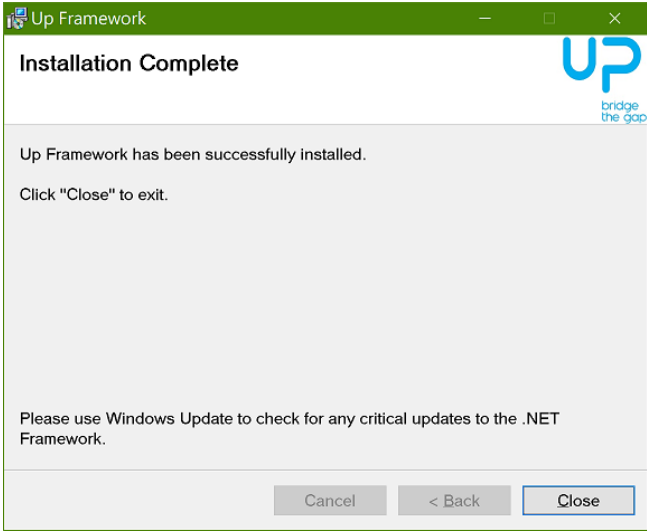 Up Framework
Installation Complete
UP
bridge
the gap
Up Framework has been successfully installed.
Click "Close" to exit.
Please use Windows Update to check for any critical updates to the .NET
Framework.
Cancel
< Back
Close